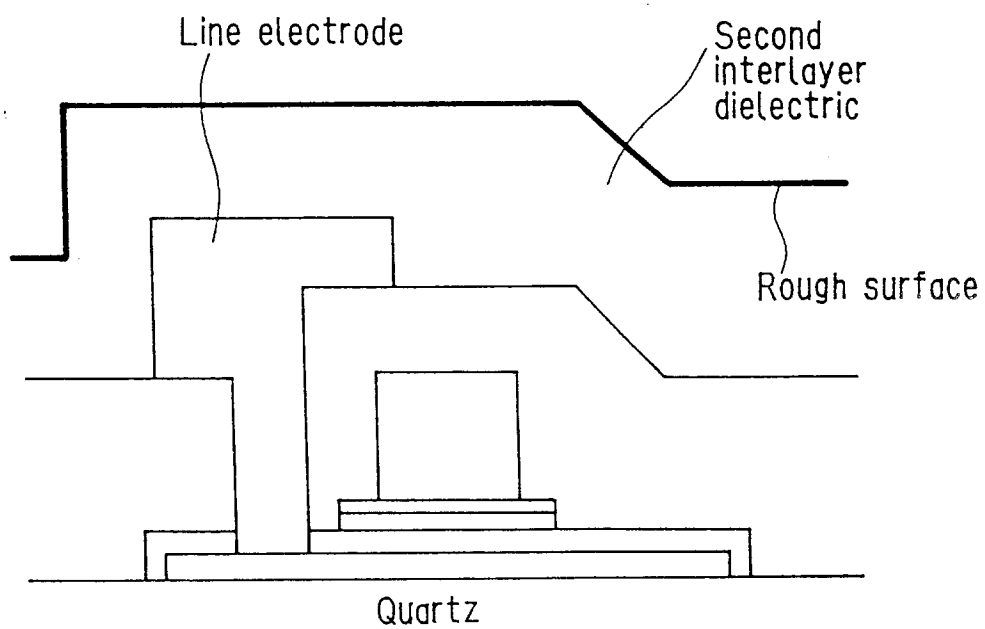 Line electrode
Second
interlayer
dielectric
Rough surface
Quartz